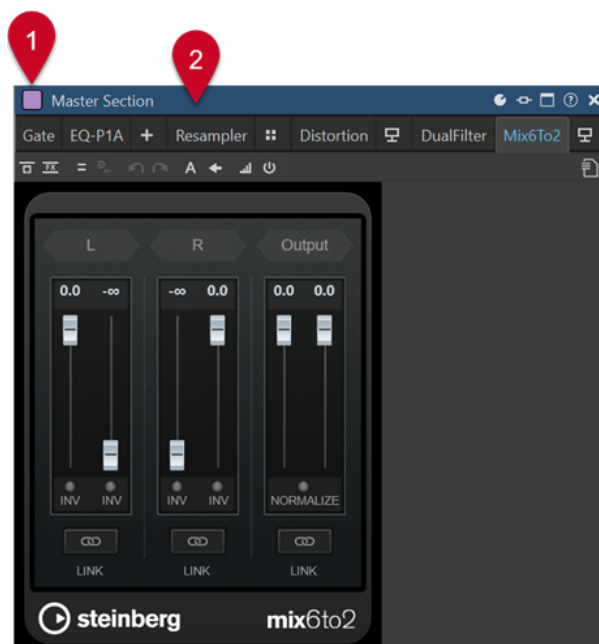 1
2
Master Section
Gate EQ-P1A + Resampler Distortion DualFilter Mix6To2
FX A
L R Output
0.0 -∞ -∞ 0.0 0.0 0.0
INV INV INV INV NORMALIZE
LINK LINK LINK
steinberg mix6to2